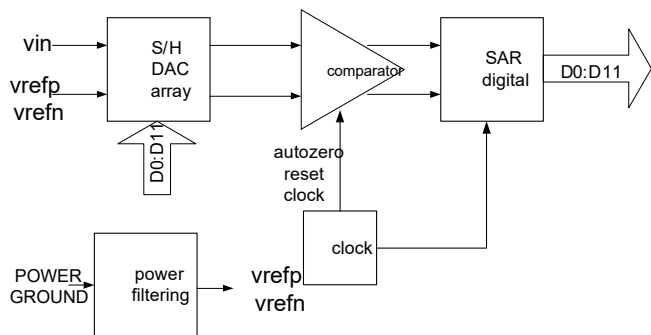 vin
vrefp
vrefn
S/H
DAC
array
comparator
SAR
digital
D0:D11
D0:D11
autozero
reset
clock
clock
POWER
GROUND
power
filtering
vrefp
vrefn